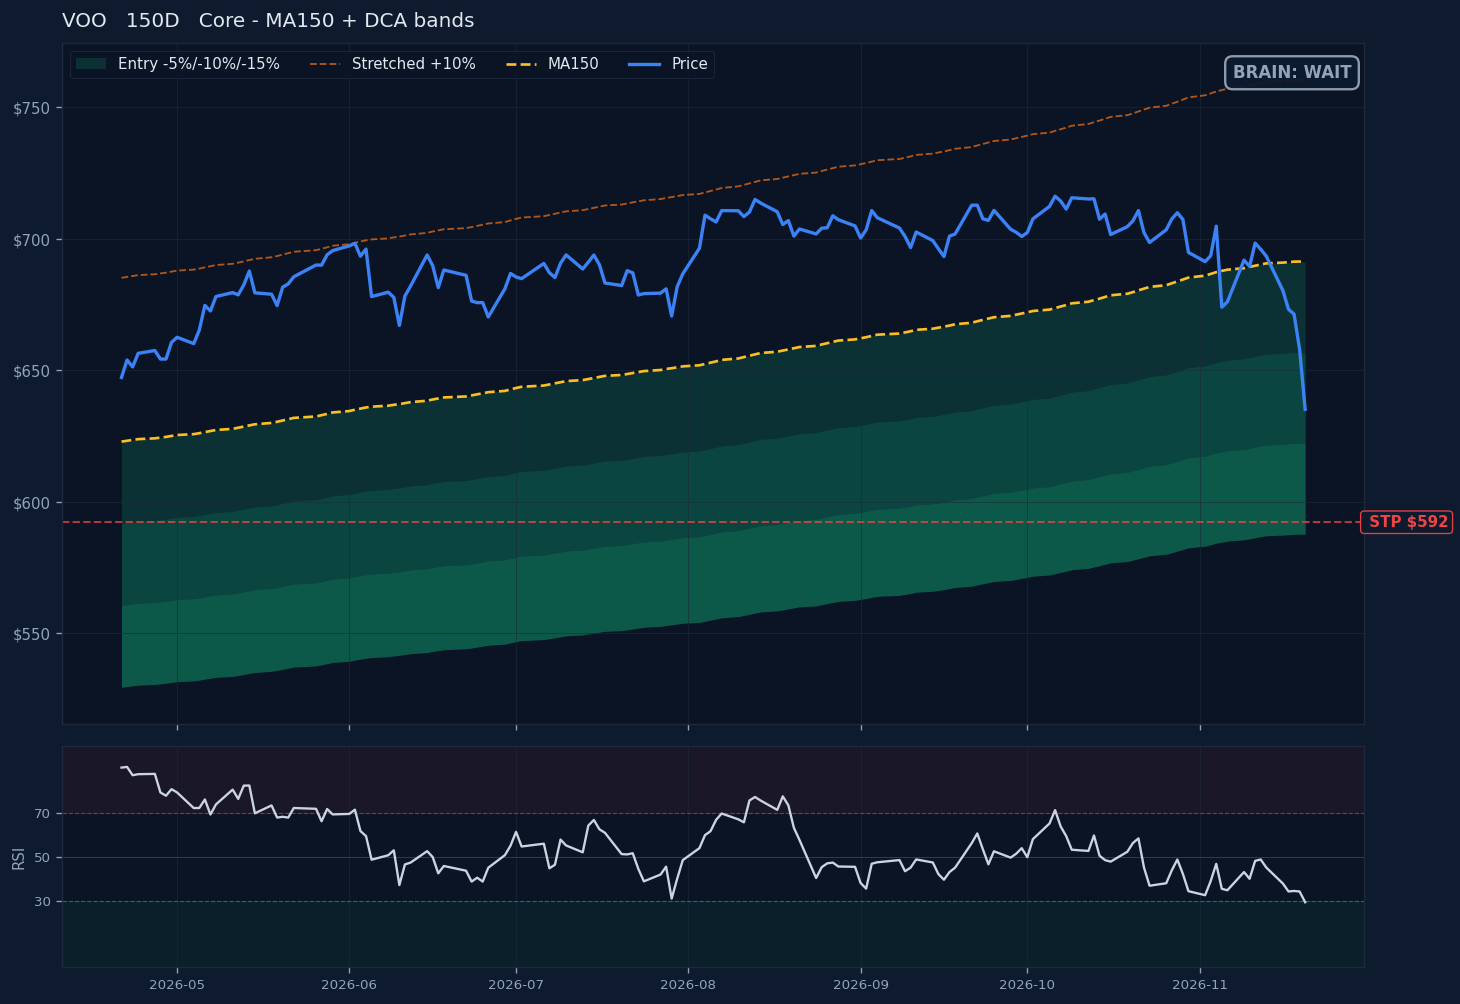 VOO   150D   Core - MA150 + DCA bands
Entry -5%/-10%/-15%   Stretched +10%   MA150   Price
BRAIN: WAIT
$750
$700
$650
$600
STP $592
$550
70
50
30
RSI
2026-05   2026-06   2026-07   2026-08   2026-09   2026-10   2026-11